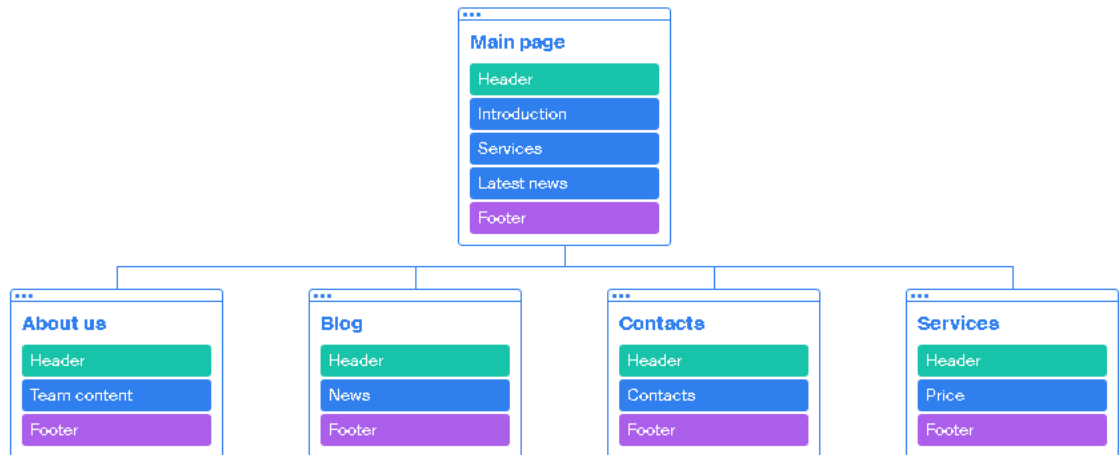 Main page
Header
Introduction
Services
Latest news
Footer
About us
Header
Team content
Footer
Blog
Header
News
Footer
Contacts
Header
Contacts
Footer
Services
Header
Price
Footer